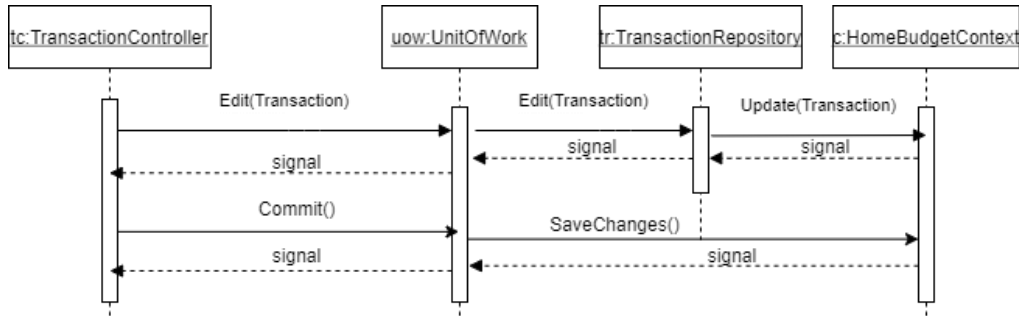 tc:TransactionController
uow:UnitOfWork
tr:TransactionRepository
c:HomeBudgetContext
Edit(Transaction)
Edit(Transaction)
Update(Transaction)
signal
signal
signal
Commit()
SaveChanges()
signal
signal